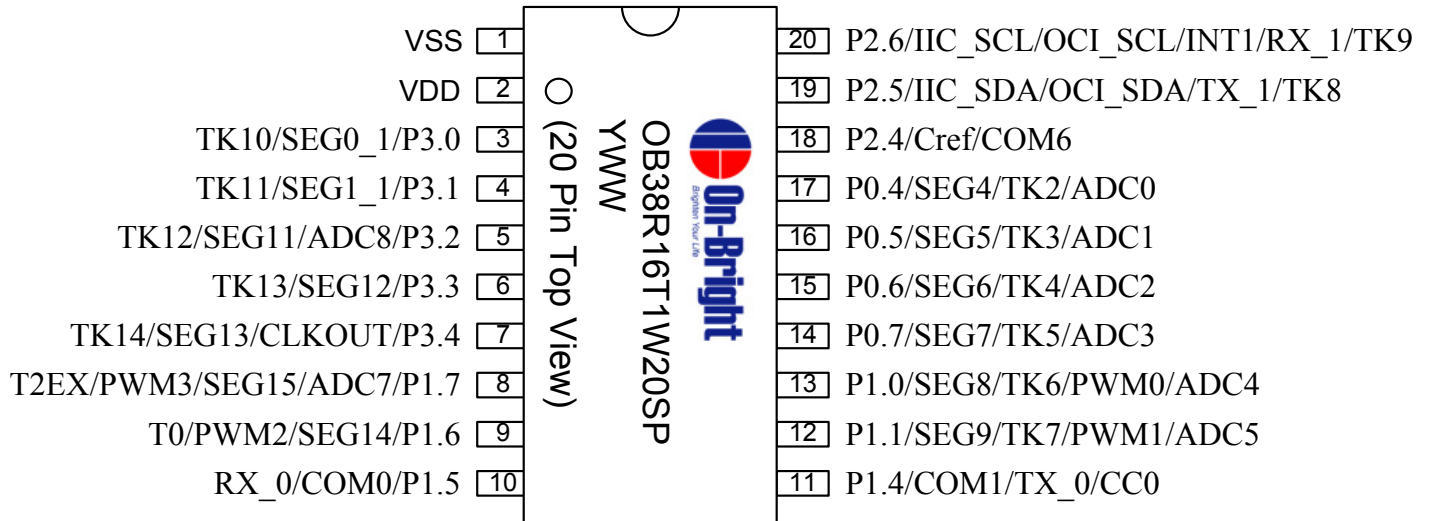 VSS 1
VDD 2
TK10/SEG0_1/P3.0 3
TK11/SEG1_1/P3.1 4
TK12/SEG11/ADC8/P3.2 5
TK13/SEG12/P3.3 6
TK14/SEG13/CLKOUT/P3.4 7
T2EX/PWM3/SEG15/ADC7/P1.7 8
T0/PWM2/SEG14/P1.6 9
RX_0/COM0/P1.5 10
(20 Pin Top View)
YWW
OB38R16T1W20SP
On-Bright
Brighten Your Life
20 P2.6/IIC_SCL/OCI_SCL/INT1/RX_1/TK9
19 P2.5/IIC_SDA/OCI_SDA/TX_1/TK8
18 P2.4/Cref/COM6
17 P0.4/SEG4/TK2/ADC0
16 P0.5/SEG5/TK3/ADC1
15 P0.6/SEG6/TK4/ADC2
14 P0.7/SEG7/TK5/ADC3
13 P1.0/SEG8/TK6/PWM0/ADC4
12 P1.1/SEG9/TK7/PWM1/ADC5
11 P1.4/COM1/TX_0/CC0